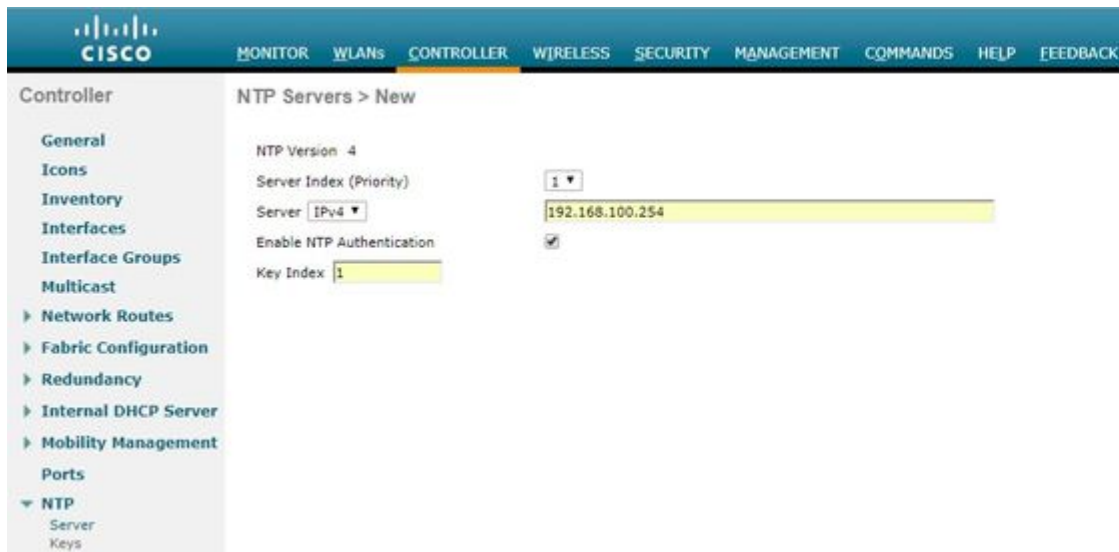 CISCO
MONITOR WLANs CONTROLLER WIRELESS SECURITY MANAGEMENT COMMANDS HELP FEEDBACK
Controller
General
Icons
Inventory
Interfaces
Interface Groups
Multicast
Network Routes
Fabric Configuration
Redundancy
Internal DHCP Server
Mobility Management
Ports
NTP
Server
Keys
NTP Servers > New
NTP Version 4
Server Index (Priority) 1
Server IPv4 192.168.100.254
Enable NTP Authentication
Key Index 1